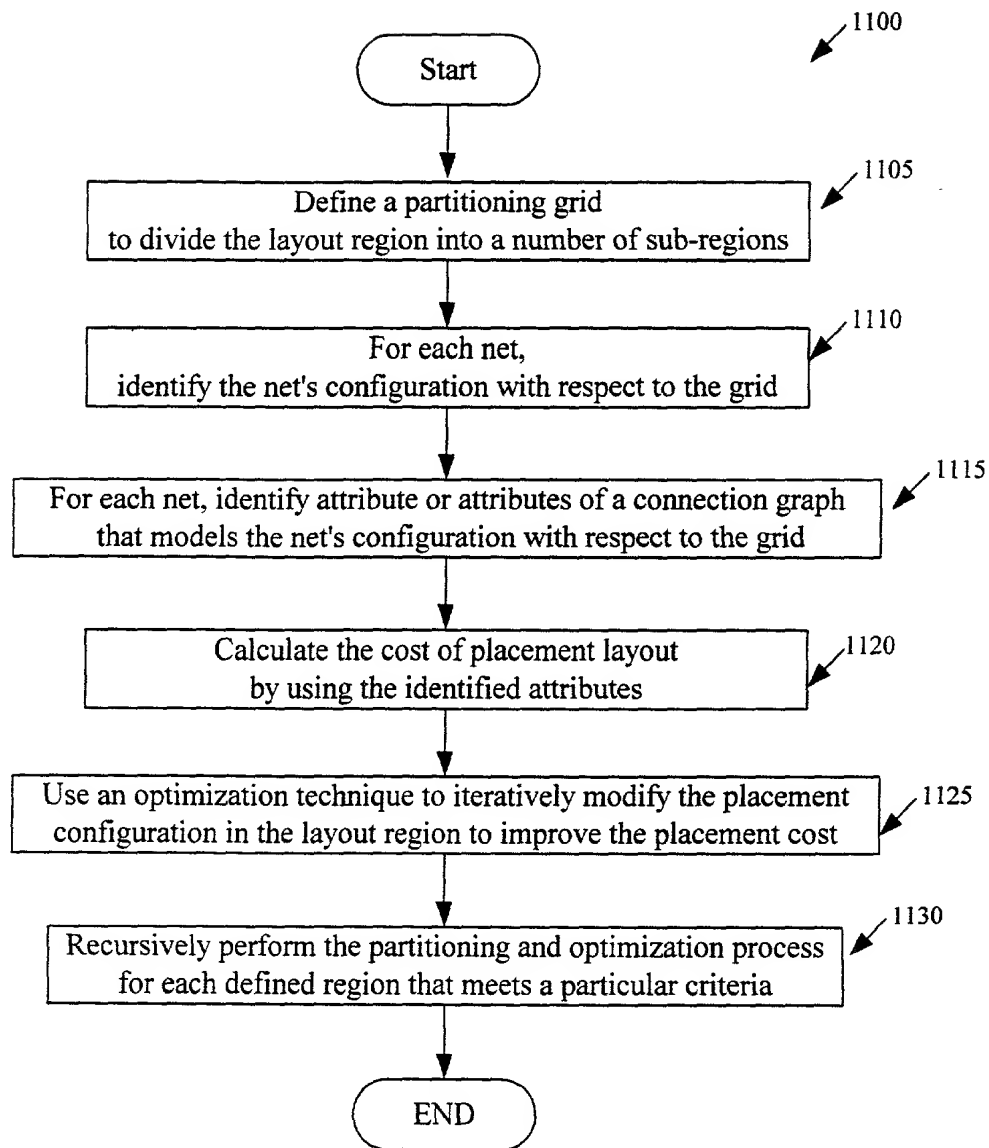 1100
Start
1105
Define a partitioning grid
to divide the layout region into a number of sub-regions
1110
For each net,
identify the net's configuration with respect to the grid
1115
For each net, identify attribute or attributes of a connection graph
that models the net's configuration with respect to the grid
1120
Calculate the cost of placement layout
by using the identified attributes
1125
Use an optimization technique to iteratively modify the placement
configuration in the layout region to improve the placement cost
1130
Recursively perform the partitioning and optimization process
for each defined region that meets a particular criteria
END